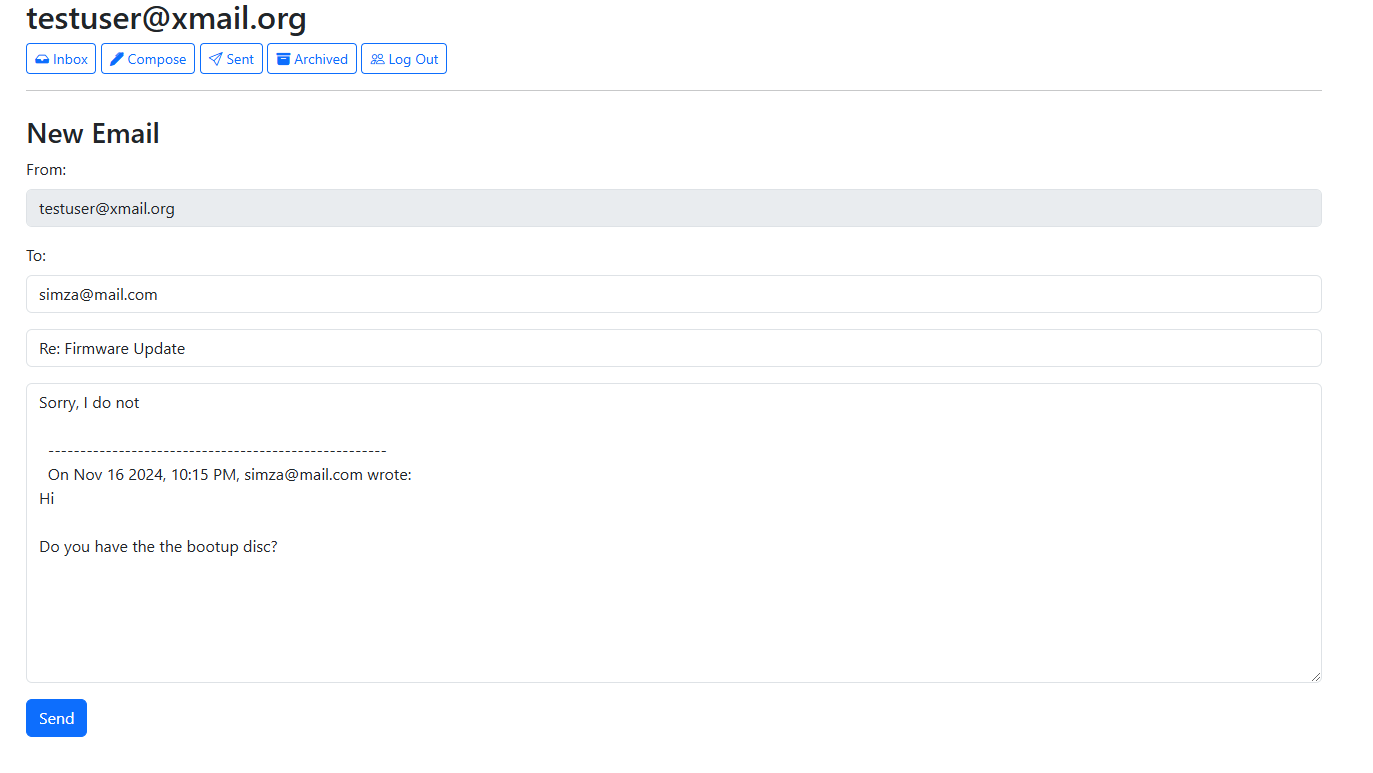 testuser@xmail.org
Inbox Compose Sent Archived Log Out
New Email
From:
testuser@xmail.org
To:
simza@mail.com
Re: Firmware Update
Sorry, I do not
------------------------------------------------------
On Nov 16 2024, 10:15 PM, simza@mail.com wrote:
Hi
Do you have the the bootup disc?
Send